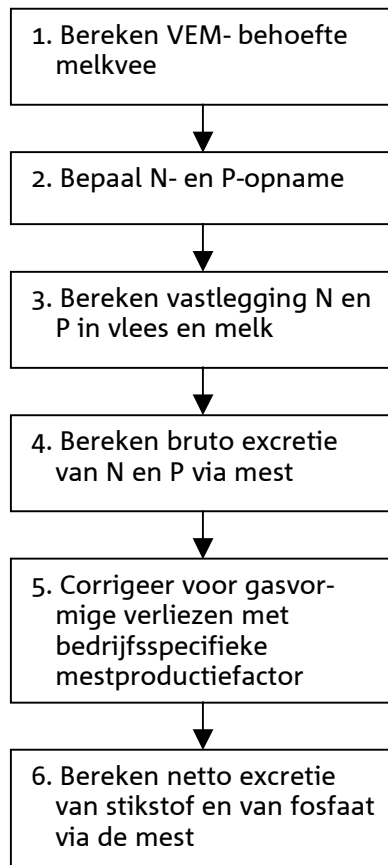 1. Bereken VEM- behoefte
melkvee
2. Bepaal N- en P-opname
3. Bereken vastlegging N en
P in vlees en melk
4. Bereken bruto excretie
van N en P via mest
5. Corrigeer voor gasvor-
mige verliezen met
bedrijfsspecifieke
mestproductiefactor
6. Bereken netto excretie
van stikstof en van fosfaat
via de mest